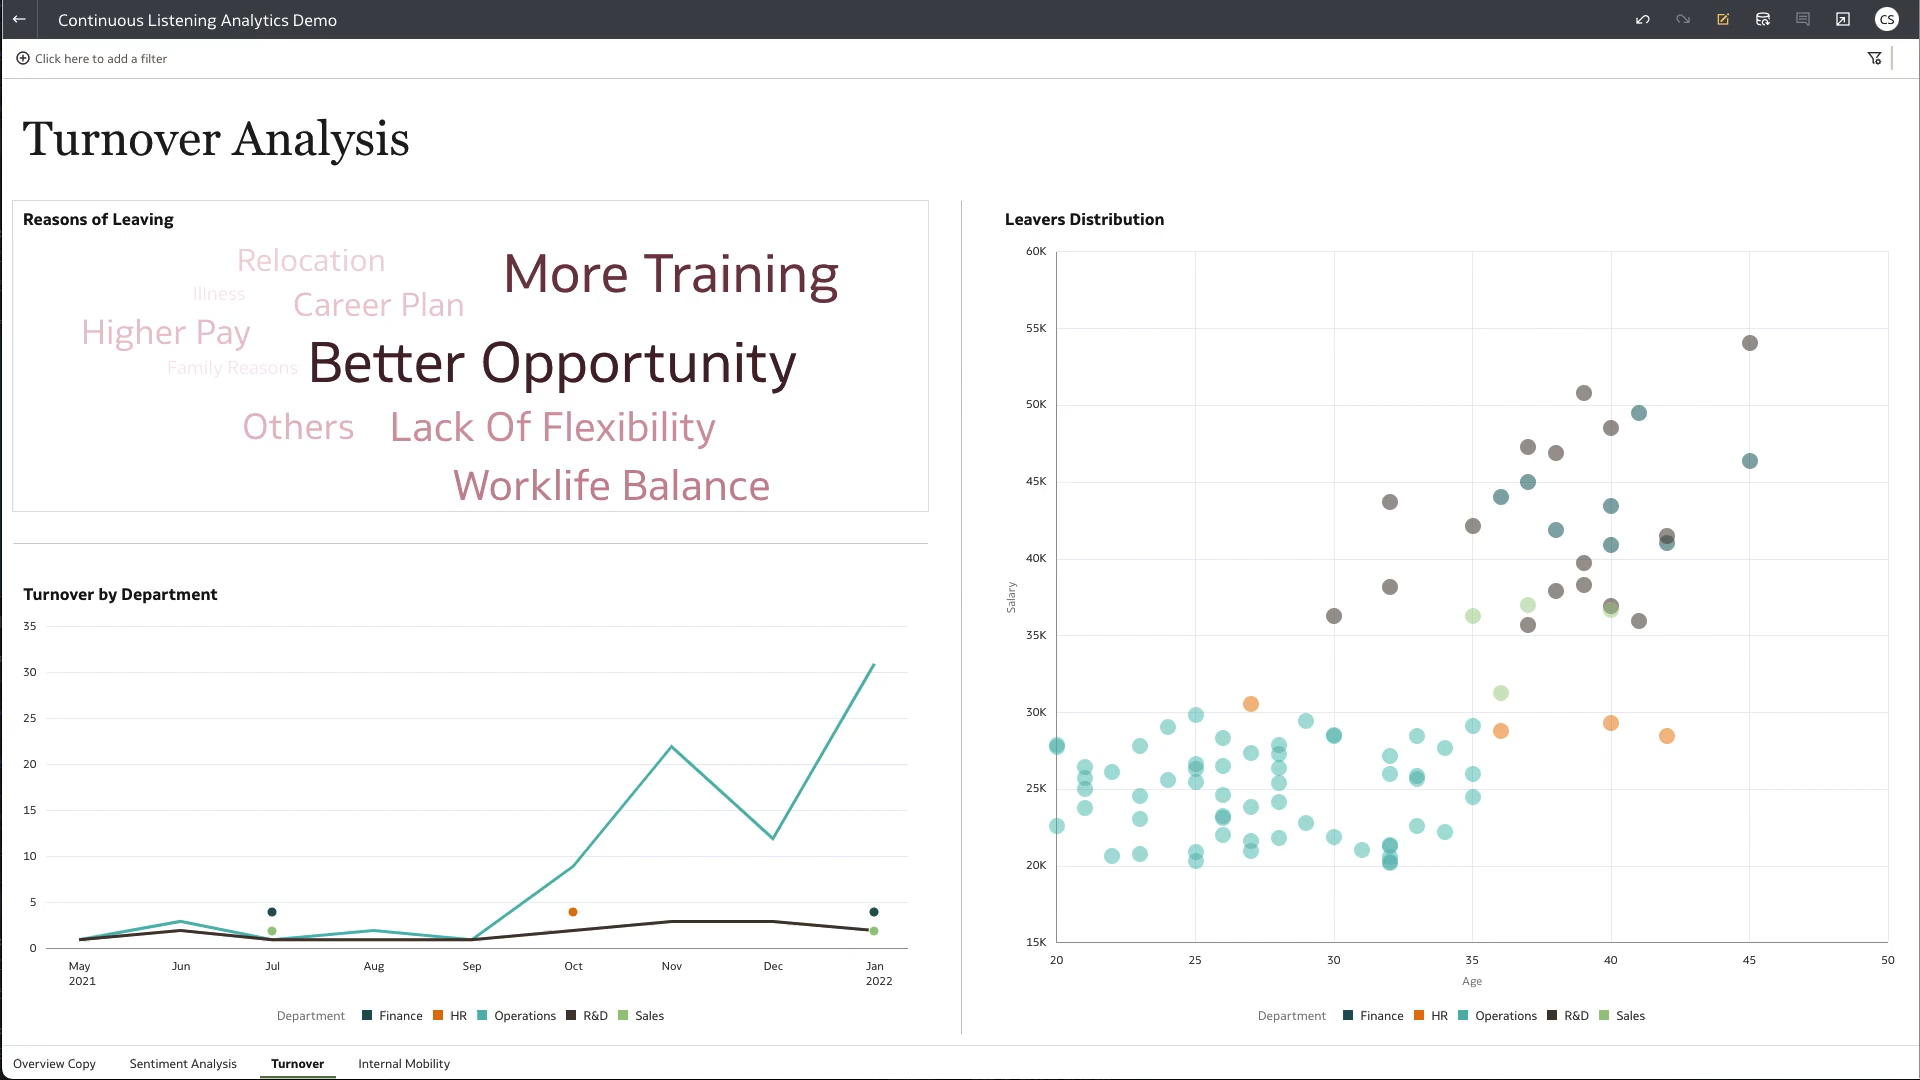 Continuous Listening Analytics Demo
CS
Click here to add a filter
Turnover Analysis
Reasons of Leaving
Relocation
More Training
Illness
Career Plan
Higher Pay
Family Reasons
Better Opportunity
Others
Lack Of Flexibility
Worklife Balance
Turnover by Department
35
30
25
20
15
10
5
0
May Jun Jul Aug Sep Oct Nov Dec Jan
2021 2022
Department Finance HR Operations R&D Sales
Leavers Distribution
60K
55K
50K
45K
40K
35K
30K
25K
20K
15K
Salary
20 25 30 35 40 45 50
Age
Department Finance HR Operations R&D Sales
Overview Copy Sentiment Analysis Turnover Internal Mobility